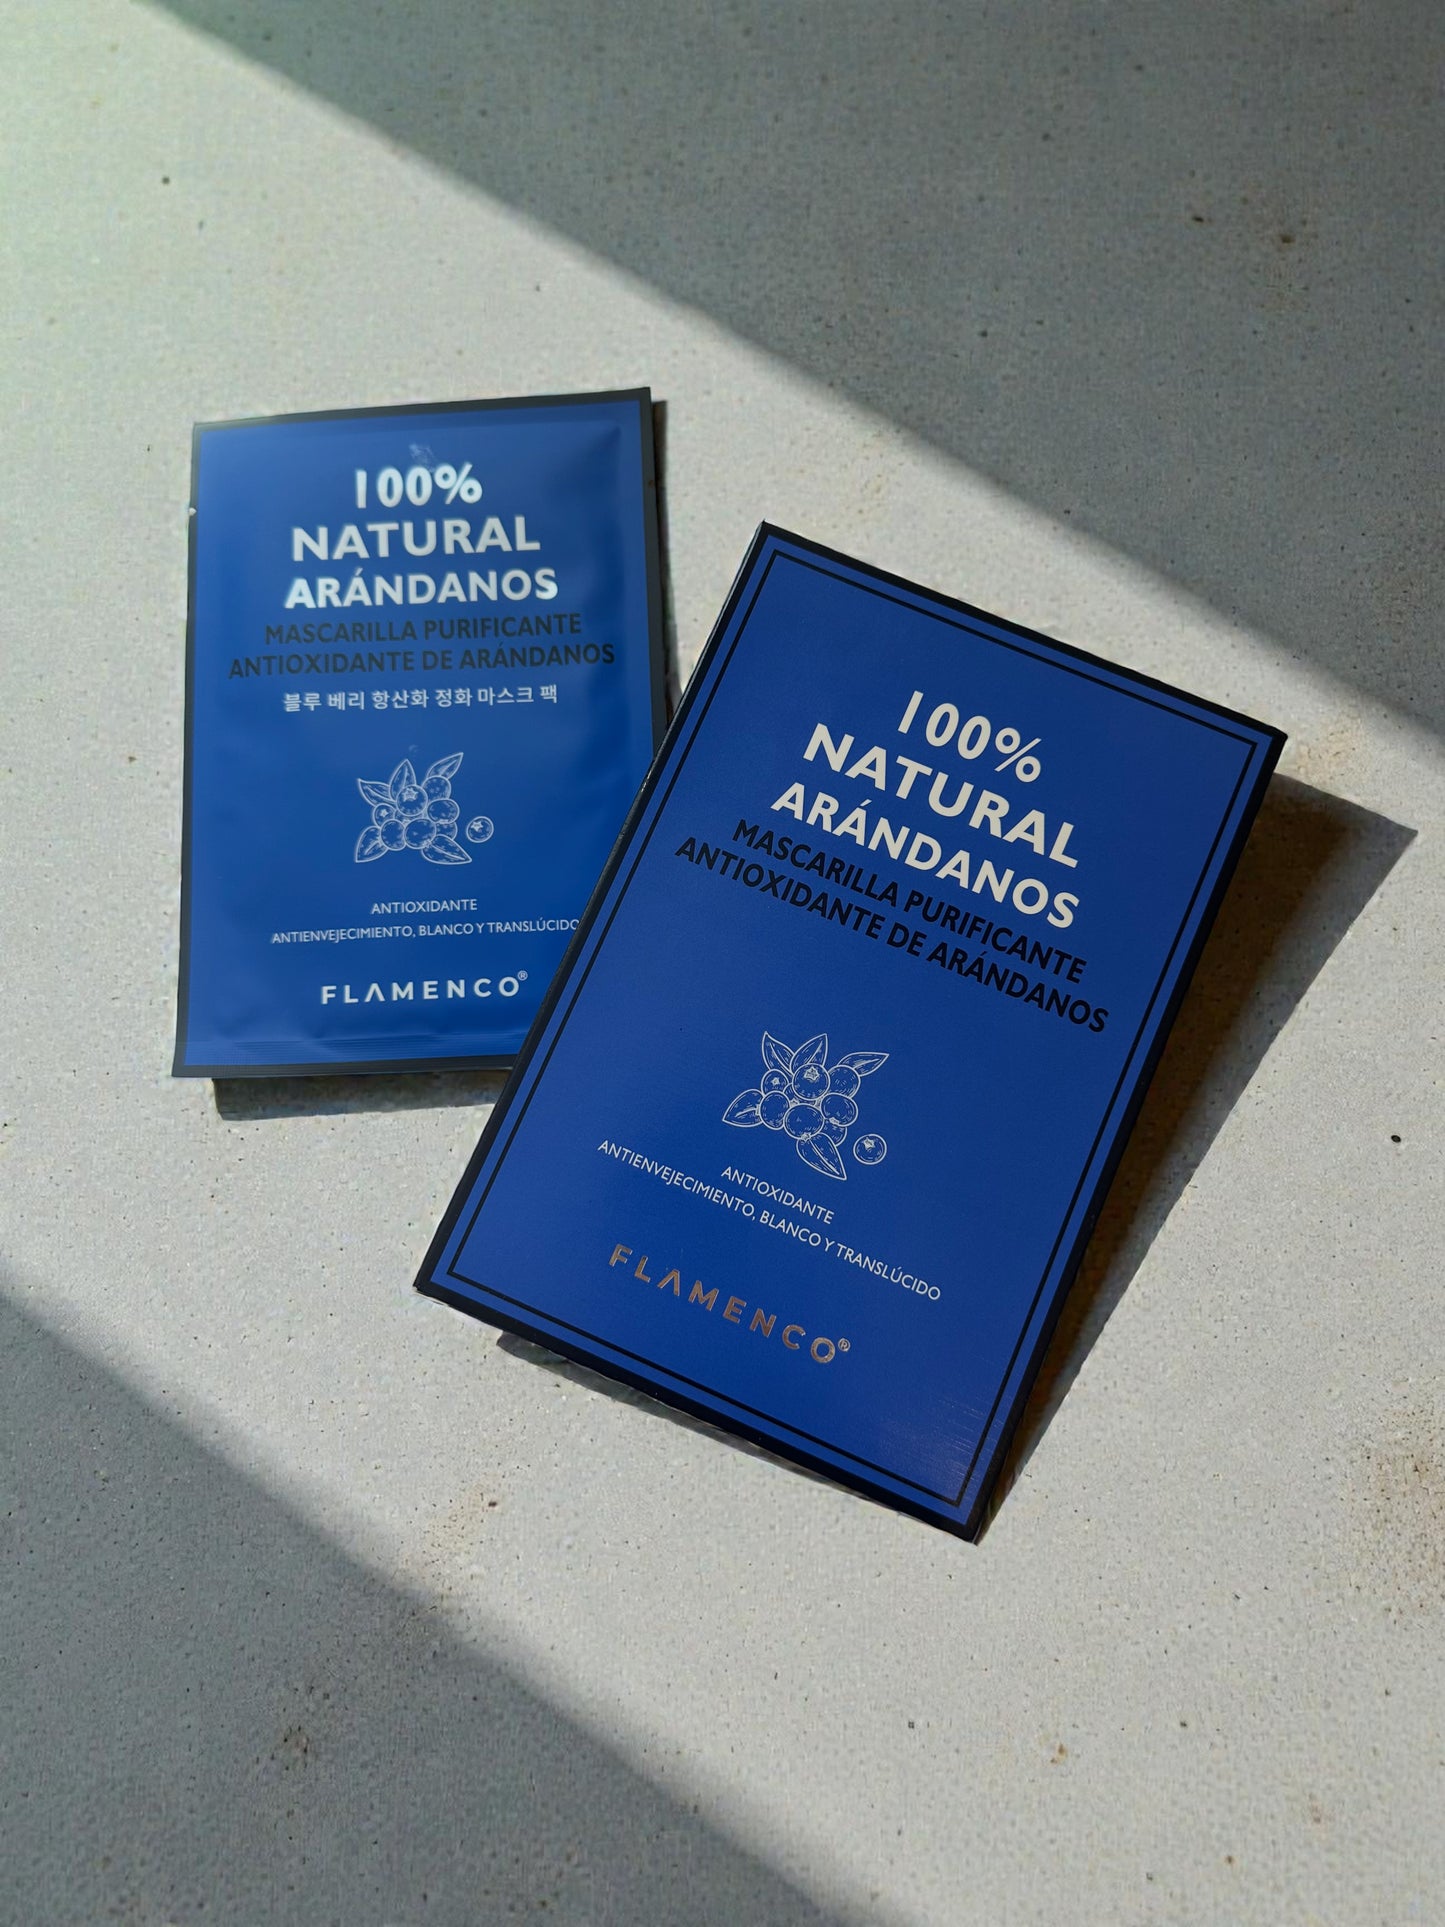 100%
NATURAL
ARÁNDANOS
MASCARILLA PURIFICANTE
ANTIOXIDANTE DE ARÁNDANOS
블루 베리 항산화 정화 마스크 팩
ANTIOXIDANTE
ANTIENVEJECIMIENTO, BLANCO Y TRANSLÚCIDO
FLAMENCO®
100%
NATURAL
ARÁNDANOS
MASCARILLA PURIFICANTE
ANTIOXIDANTE DE ARÁNDANOS
ANTIOXIDANTE
ANTIENVEJECIMIENTO, BLANCO Y TRANSLÚCIDO
FLAMENCO®